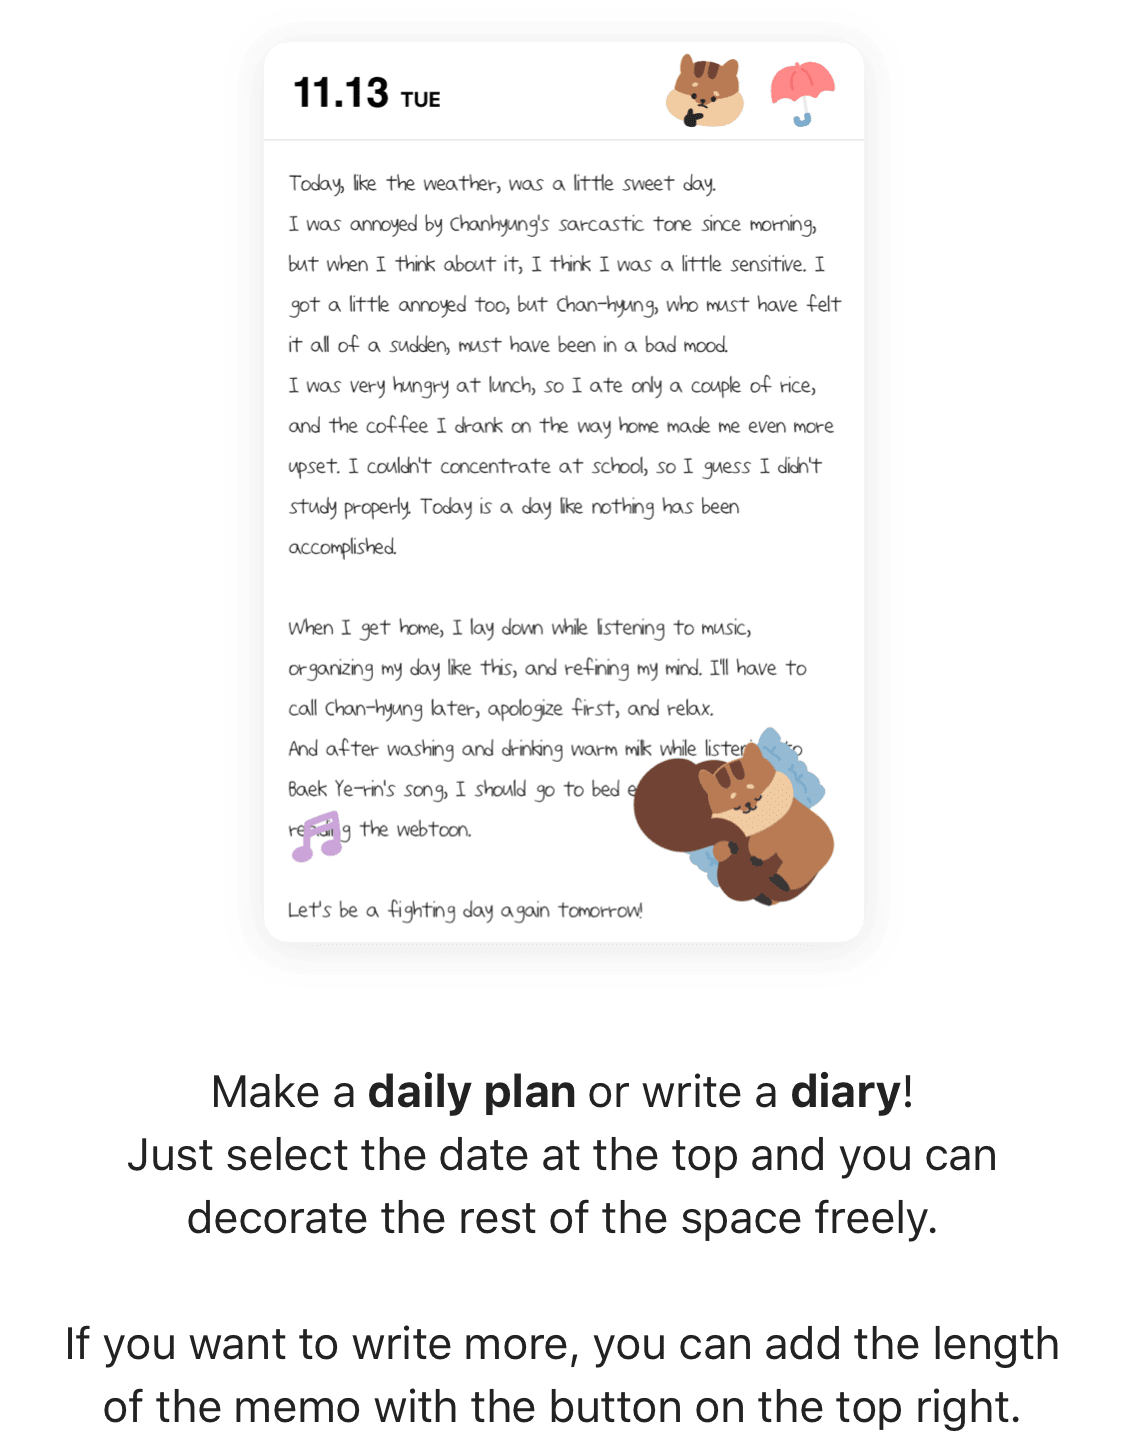 11.13 TUE
Today, like the weather, was a little sweet day.
I was annoyed by Chanhyung's sarcastic tone since morning,
but when I think about it, I think I was a little sensitive. I
got a little annoyed too, but Chan-hyung, who must have felt
it all of a sudden, must have been in a bad mood.
I was very hungry at lunch, so I ate only a couple of rice,
and the coffee I drank on the way home made me even more
upset. I couldn't concentrate at school, so I guess I didn't
study properly. Today is a day like nothing has been
accomplished.
When I get home, I lay down while listening to music,
organizing my day like this, and refining my mind. I'll have to
call Chan-hyung later, apologize first, and relax.
And after washing and drinking warm milk while to
Baek Ye-rin's song, I should go to bed
the webtoon.
Let's be a fighting day again tomorrow!
Make a daily plan or write a diary!
Just select the date at the top and you can
decorate the rest of the space freely.
If you want to write more, you can add the length
of the memo with the button on the top right.